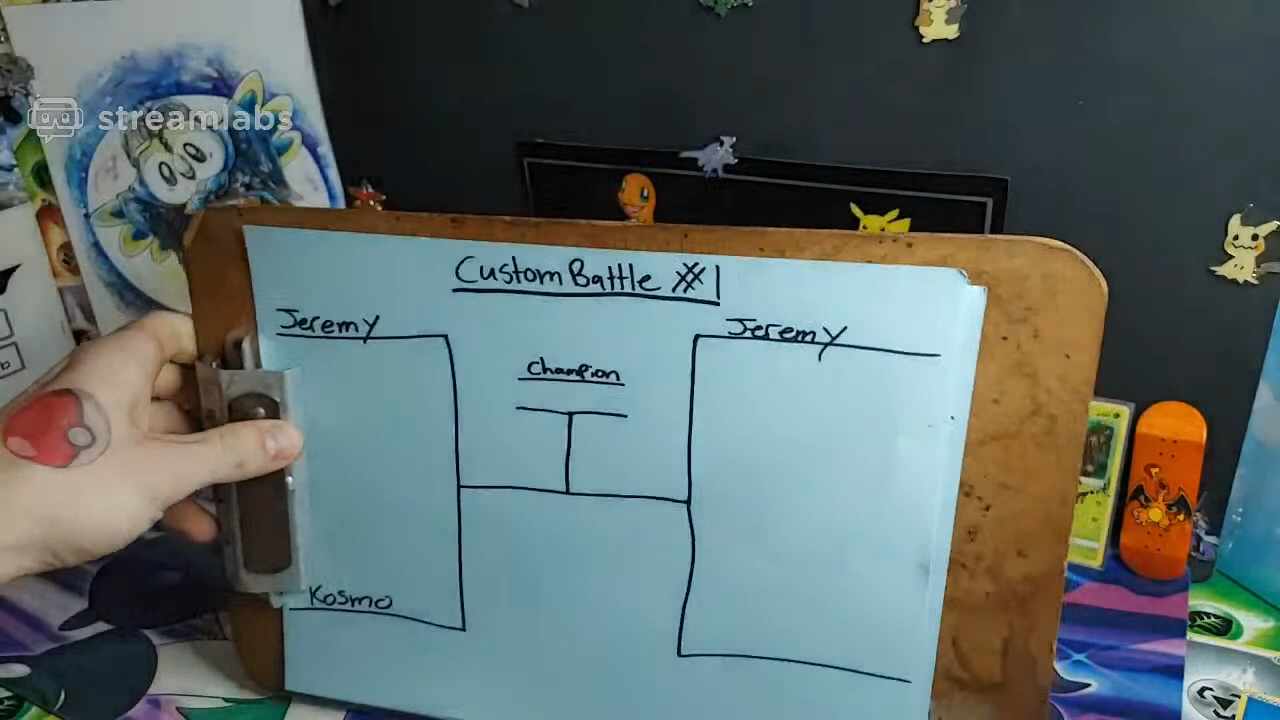 streamlabs
Custom Battle #1
Jeremy
Jeremy
Champion
Kosmo